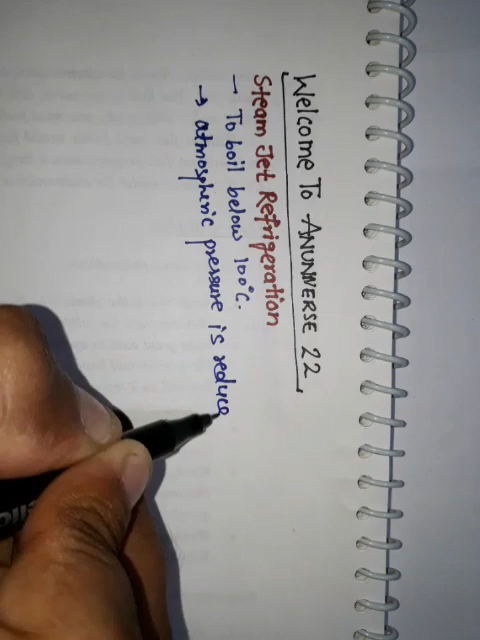 Welcome To ANUNIVERSE 22
Steam Jet Refrigeration
→ To boil below 100°C.
→ atmospheric pressure is reduce